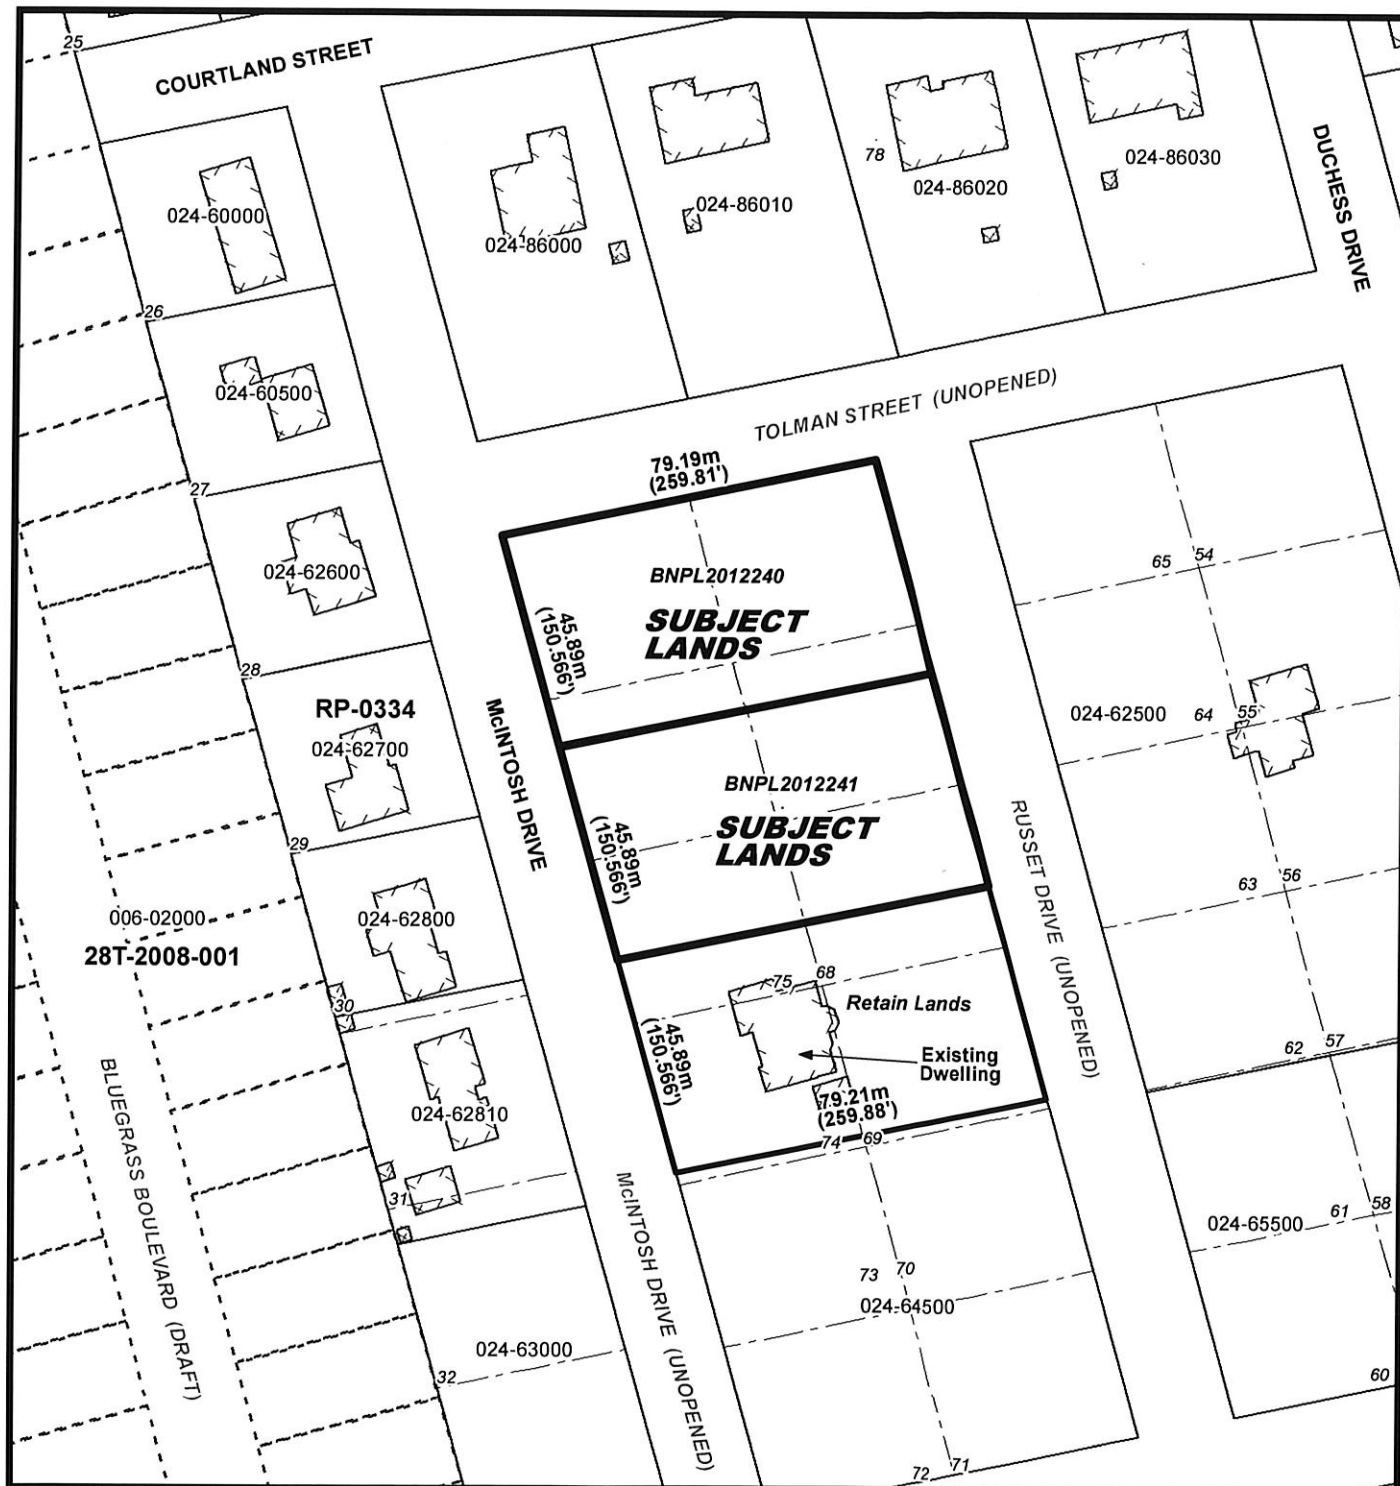 25
COURTLAND STREET
024-60000
024-86000
024-86010
78
024-86020
024-86030
DUCHESS DRIVE
26
024-60500
TOLMAN STREET (UNOPENED)
27
79.19m
(259.81')
024-62600
BNPL2012240
SUBJECT
LANDS
45.89m
(150.566')
65
54
28
RP-0334
024-62700
McINTOSH DRIVE
024-62500
64
55
BNPL2012241
SUBJECT
LANDS
45.89m
(150.566')
RUSSET DRIVE (UNOPENED)
29
63
56
006-02000
28T-2008-001
024-62800
30
75
68
Retain Lands
Existing
Dwelling
45.89m
(150.566')
79.21m
(259.88')
74
69
62
57
024-62810
31
BLUEGRASS BOULEVARD (DRAFT)
McINTOSH DRIVE (UNOPENED)
024-65500
61
58
73
70
024-64500
024-63000
32
60
72
71